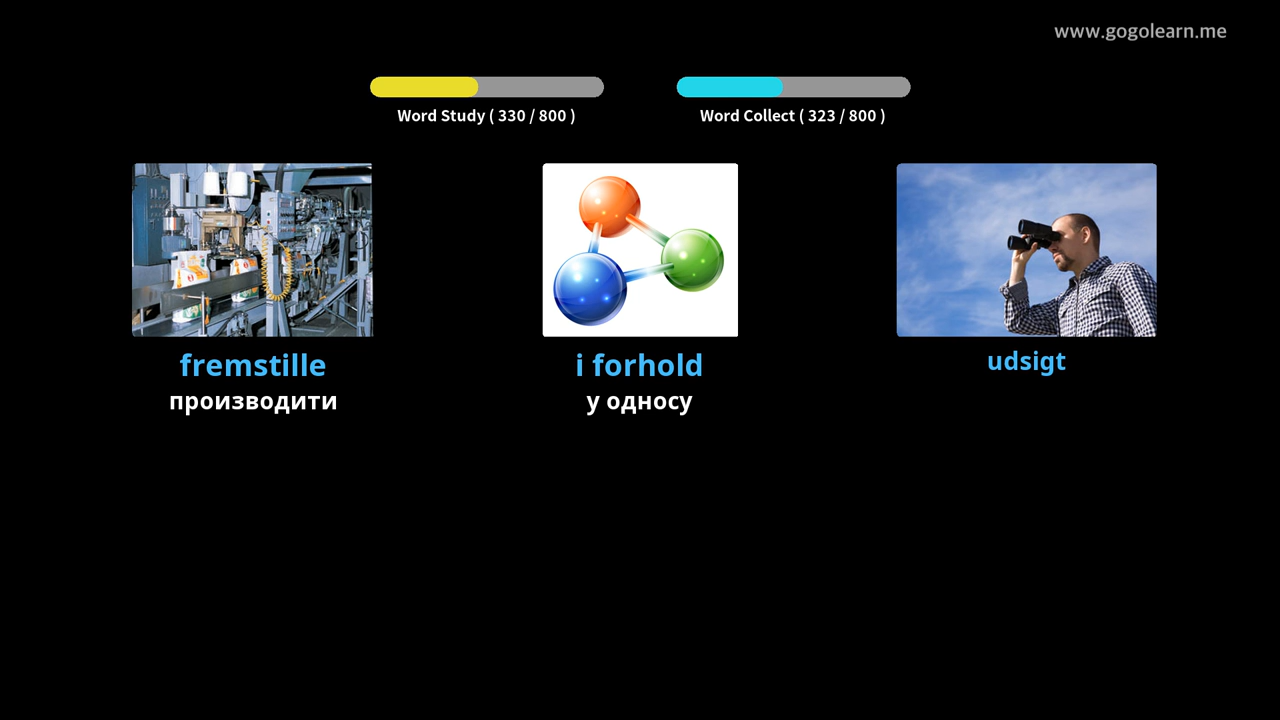 www.gogolearn.me
Word Study ( 330 / 800 )
Word Collect ( 323 / 800 )
fremstille
производити
i forhold
у односу
udsigt